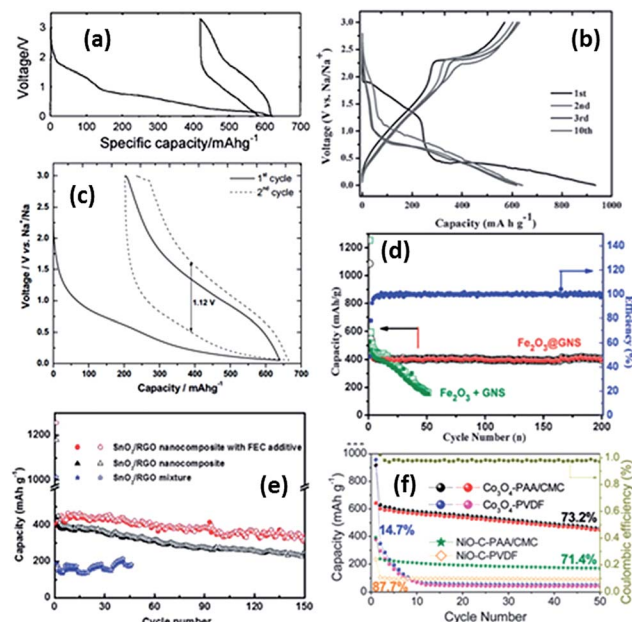 (a)
Voltage/V
3
2
1
0
0 100 200 300 400 500 600 700
Specific capacity/mAhg⁻¹
(b)
Voltage (V vs. Na/Na⁺)
3.0
2.5
2.0
1.5
1.0
0.5
0.0
1st
2nd
3rd
10th
0 200 400 600 800 1000
Capacity (mA h g⁻¹)
(c)
Voltage / V vs. Na⁺/Na
3.0
2.5
2.0
1.5
1.0
0.5
0.0
1st cycle
2nd cycle
1.12 V
0 100 200 300 400 500 600 700
Capacity / mAhg⁻¹
(d)
Capacity (mAh/g)
1200
1000
800
600
400
200
0
Fe₂O₃@GNS
Fe₂O₃ + GNS
140
120
100
80
60
40
20
0
Efficiency (%)
0 50 100 150 200
Cycle Number (n)
(e)
Capacity (mAh g⁻¹)
1200
1000
600
400
200
0
SnO₂/RGO nanocomposite with FEC additive
SnO₂/RGO nanocomposite
SnO₂/RGO mixture
0 30 60 90 120 150
Cycle number
(f)
Capacity (mAh g⁻¹)
1000
800
600
400
200
0
Co₃O₄-PAA/CMC
Co₃O₄-PVDF
73.2%
14.7%
NiO-C-PAA/CMC
NiO-C-PVDF
71.4%
87.7%
1.0
0.8
0.6
0.4
0.2
0.0
Coulombic efficiency (%)
0 10 20 30 40 50
Cycle Number